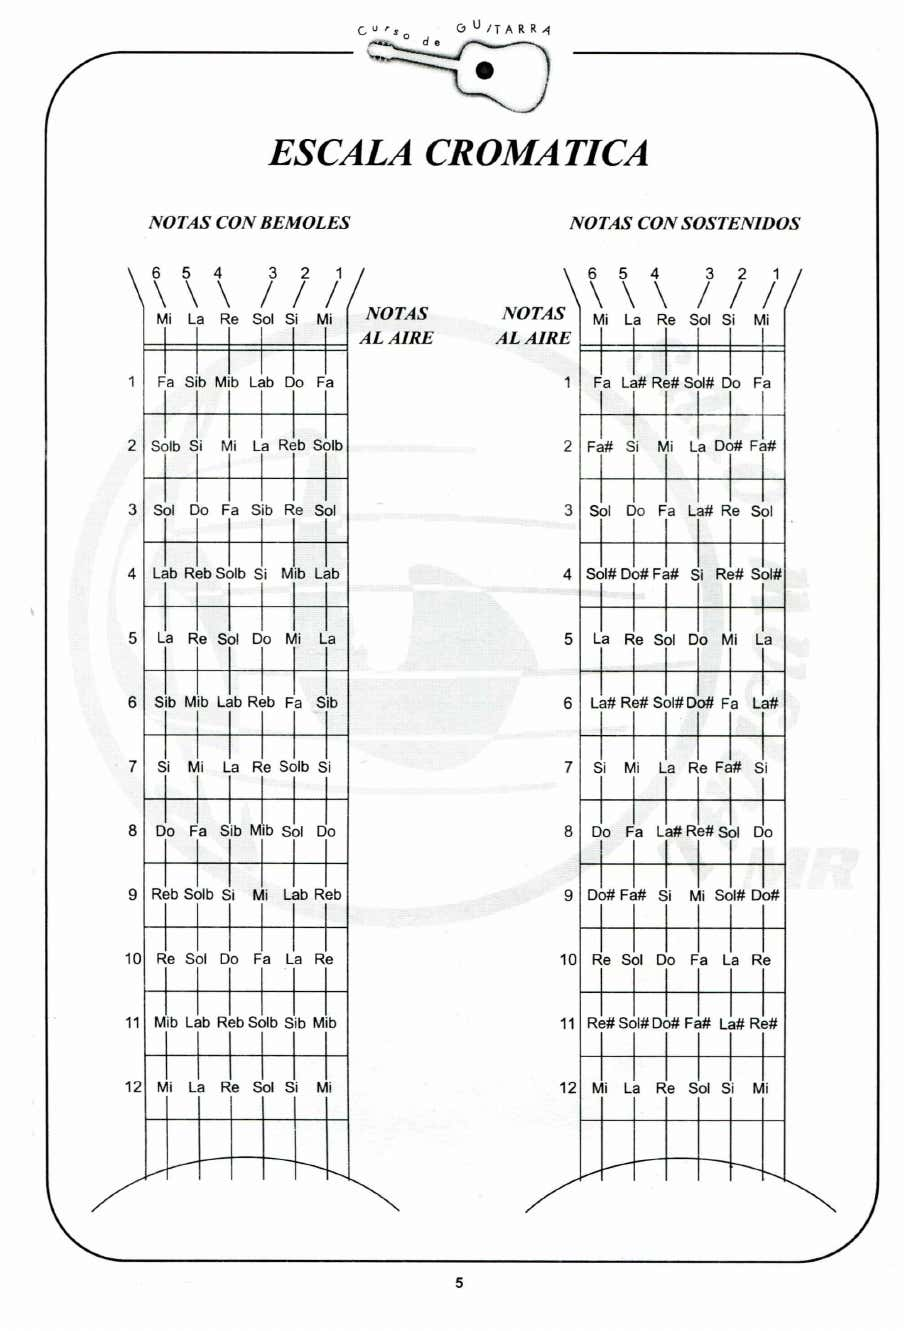 Curso de GUITARRA
ESCALA CROMATICA
NOTAS CON BEMOLES
6 5 4 3 2 1
Mi La Re Sol Si Mi
NOTAS
AL AIRE
1 Fa Sib Mib Lab Do Fa
2 Solb Si Mi La Reb Solb
3 Sol Do Fa Sib Re Sol
4 Lab Reb Solb Si Mib Lab
5 La Re Sol Do Mi La
6 Sib Mib Lab Reb Fa Sib
7 Si Mi La Re Solb Si
8 Do Fa Sib Mib Sol Do
9 Reb Solb Si Mi Lab Reb
10 Re Sol Do Fa La Re
11 Mib Lab Reb Solb Sib Mib
12 Mi La Re Sol Si Mi
NOTAS CON SOSTENIDOS
6 5 4 3 2 1
NOTAS
AL AIRE
Mi La Re Sol Si Mi
1 Fa La# Re# Sol# Do Fa
2 Fa# Si Mi La Do# Fa#
3 Sol Do Fa La# Re Sol
4 Sol# Do# Fa# Si Re# Sol#
5 La Re Sol Do Mi La
6 La# Re# Sol# Do# Fa La#
7 Si Mi La Re Fa# Si
8 Do Fa La# Re# Sol Do
9 Do# Fa# Si Mi Sol# Do#
10 Re Sol Do Fa La Re
11 Re# Sol# Do# Fa# La# Re#
12 Mi La Re Sol Si Mi
MR
5